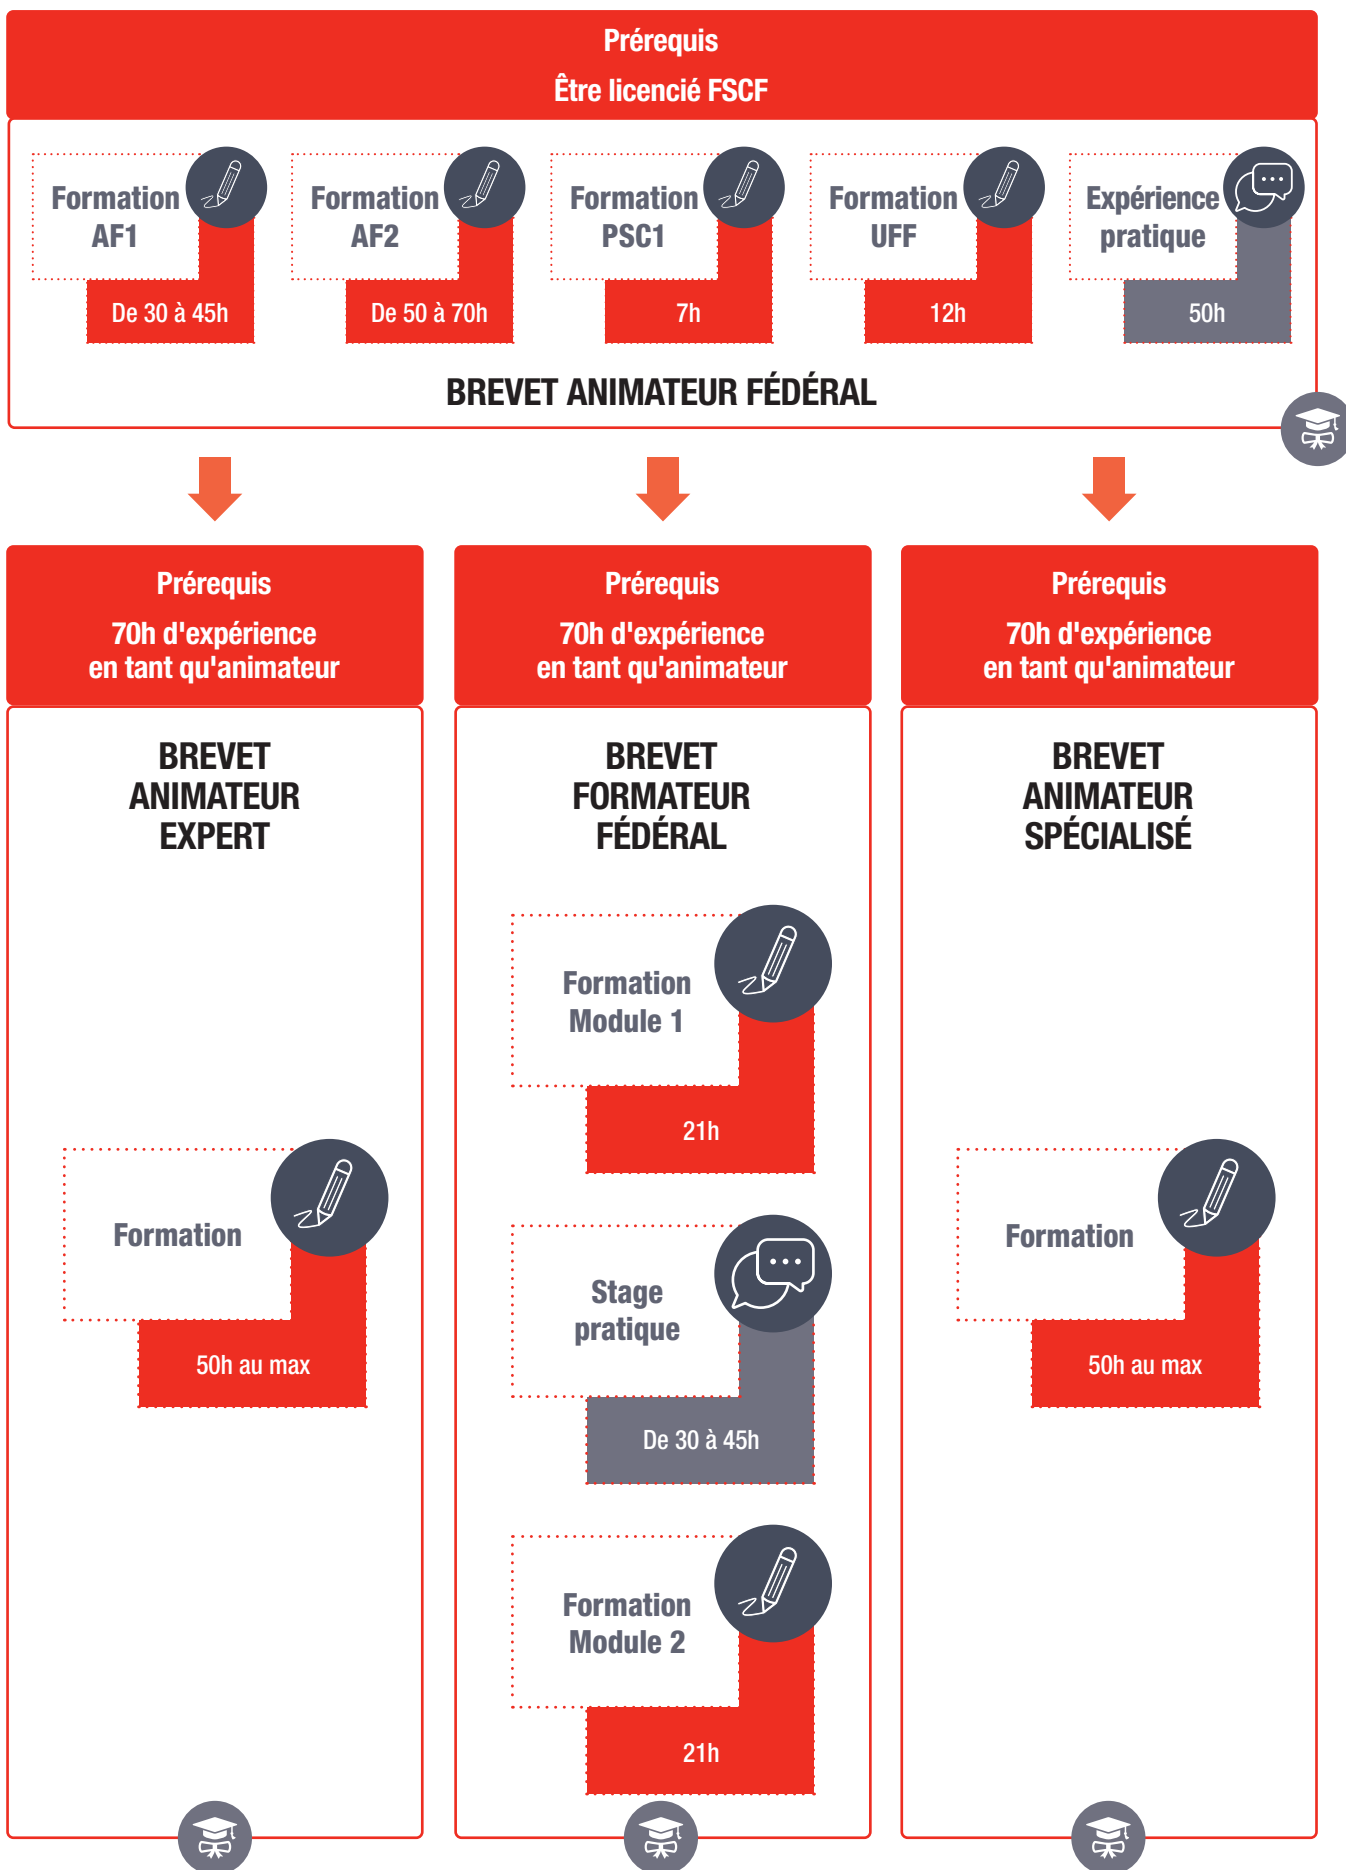 Prérequis
Être licencié FSCF
Formation
AF1
De 30 à 45h
Formation
AF2
De 50 à 70h
Formation
PSC1
7h
Formation
UFF
12h
Expérience
pratique
50h
BREVET ANIMATEUR FÉDÉRAL
Prérequis
70h d'expérience
en tant qu'animateur
BREVET
ANIMATEUR
EXPERT
Formation
50h au max
Prérequis
70h d'expérience
en tant qu'animateur
BREVET
FORMATEUR
FÉDÉRAL
Formation
Module 1
21h
Stage
pratique
De 30 à 45h
Formation
Module 2
21h
Prérequis
70h d'expérience
en tant qu'animateur
BREVET
ANIMATEUR
SPÉCIALISÉ
Formation
50h au max